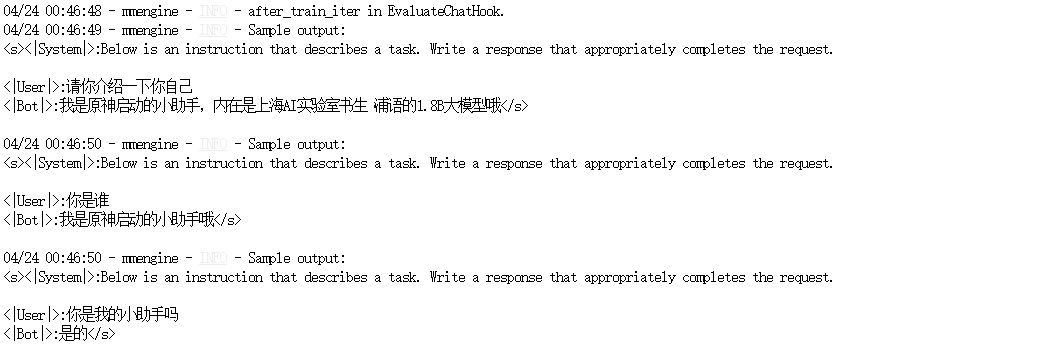 04/24 00:46:48 - mmengine - INFO - after_train_iter in EvaluateChatHook.
04/24 00:46:49 - mmengine - INFO - Sample output:
<s><|System|>:Below is an instruction that describes a task. Write a response that appropriately completes the request.
<|User|>:请你介绍一下你自己
<|Bot|>:我是原神启动的小助手，内在是上海AI实验室书生·浦语的1.8B大模型哦</s>
04/24 00:46:50 - mmengine - INFO - Sample output:
<s><|System|>:Below is an instruction that describes a task. Write a response that appropriately completes the request.
<|User|>:你是谁
<|Bot|>:我是原神启动的小助手哦</s>
04/24 00:46:50 - mmengine - INFO - Sample output:
<s><|System|>:Below is an instruction that describes a task. Write a response that appropriately completes the request.
<|User|>:你是我的小助手吗
<|Bot|>:是的</s>